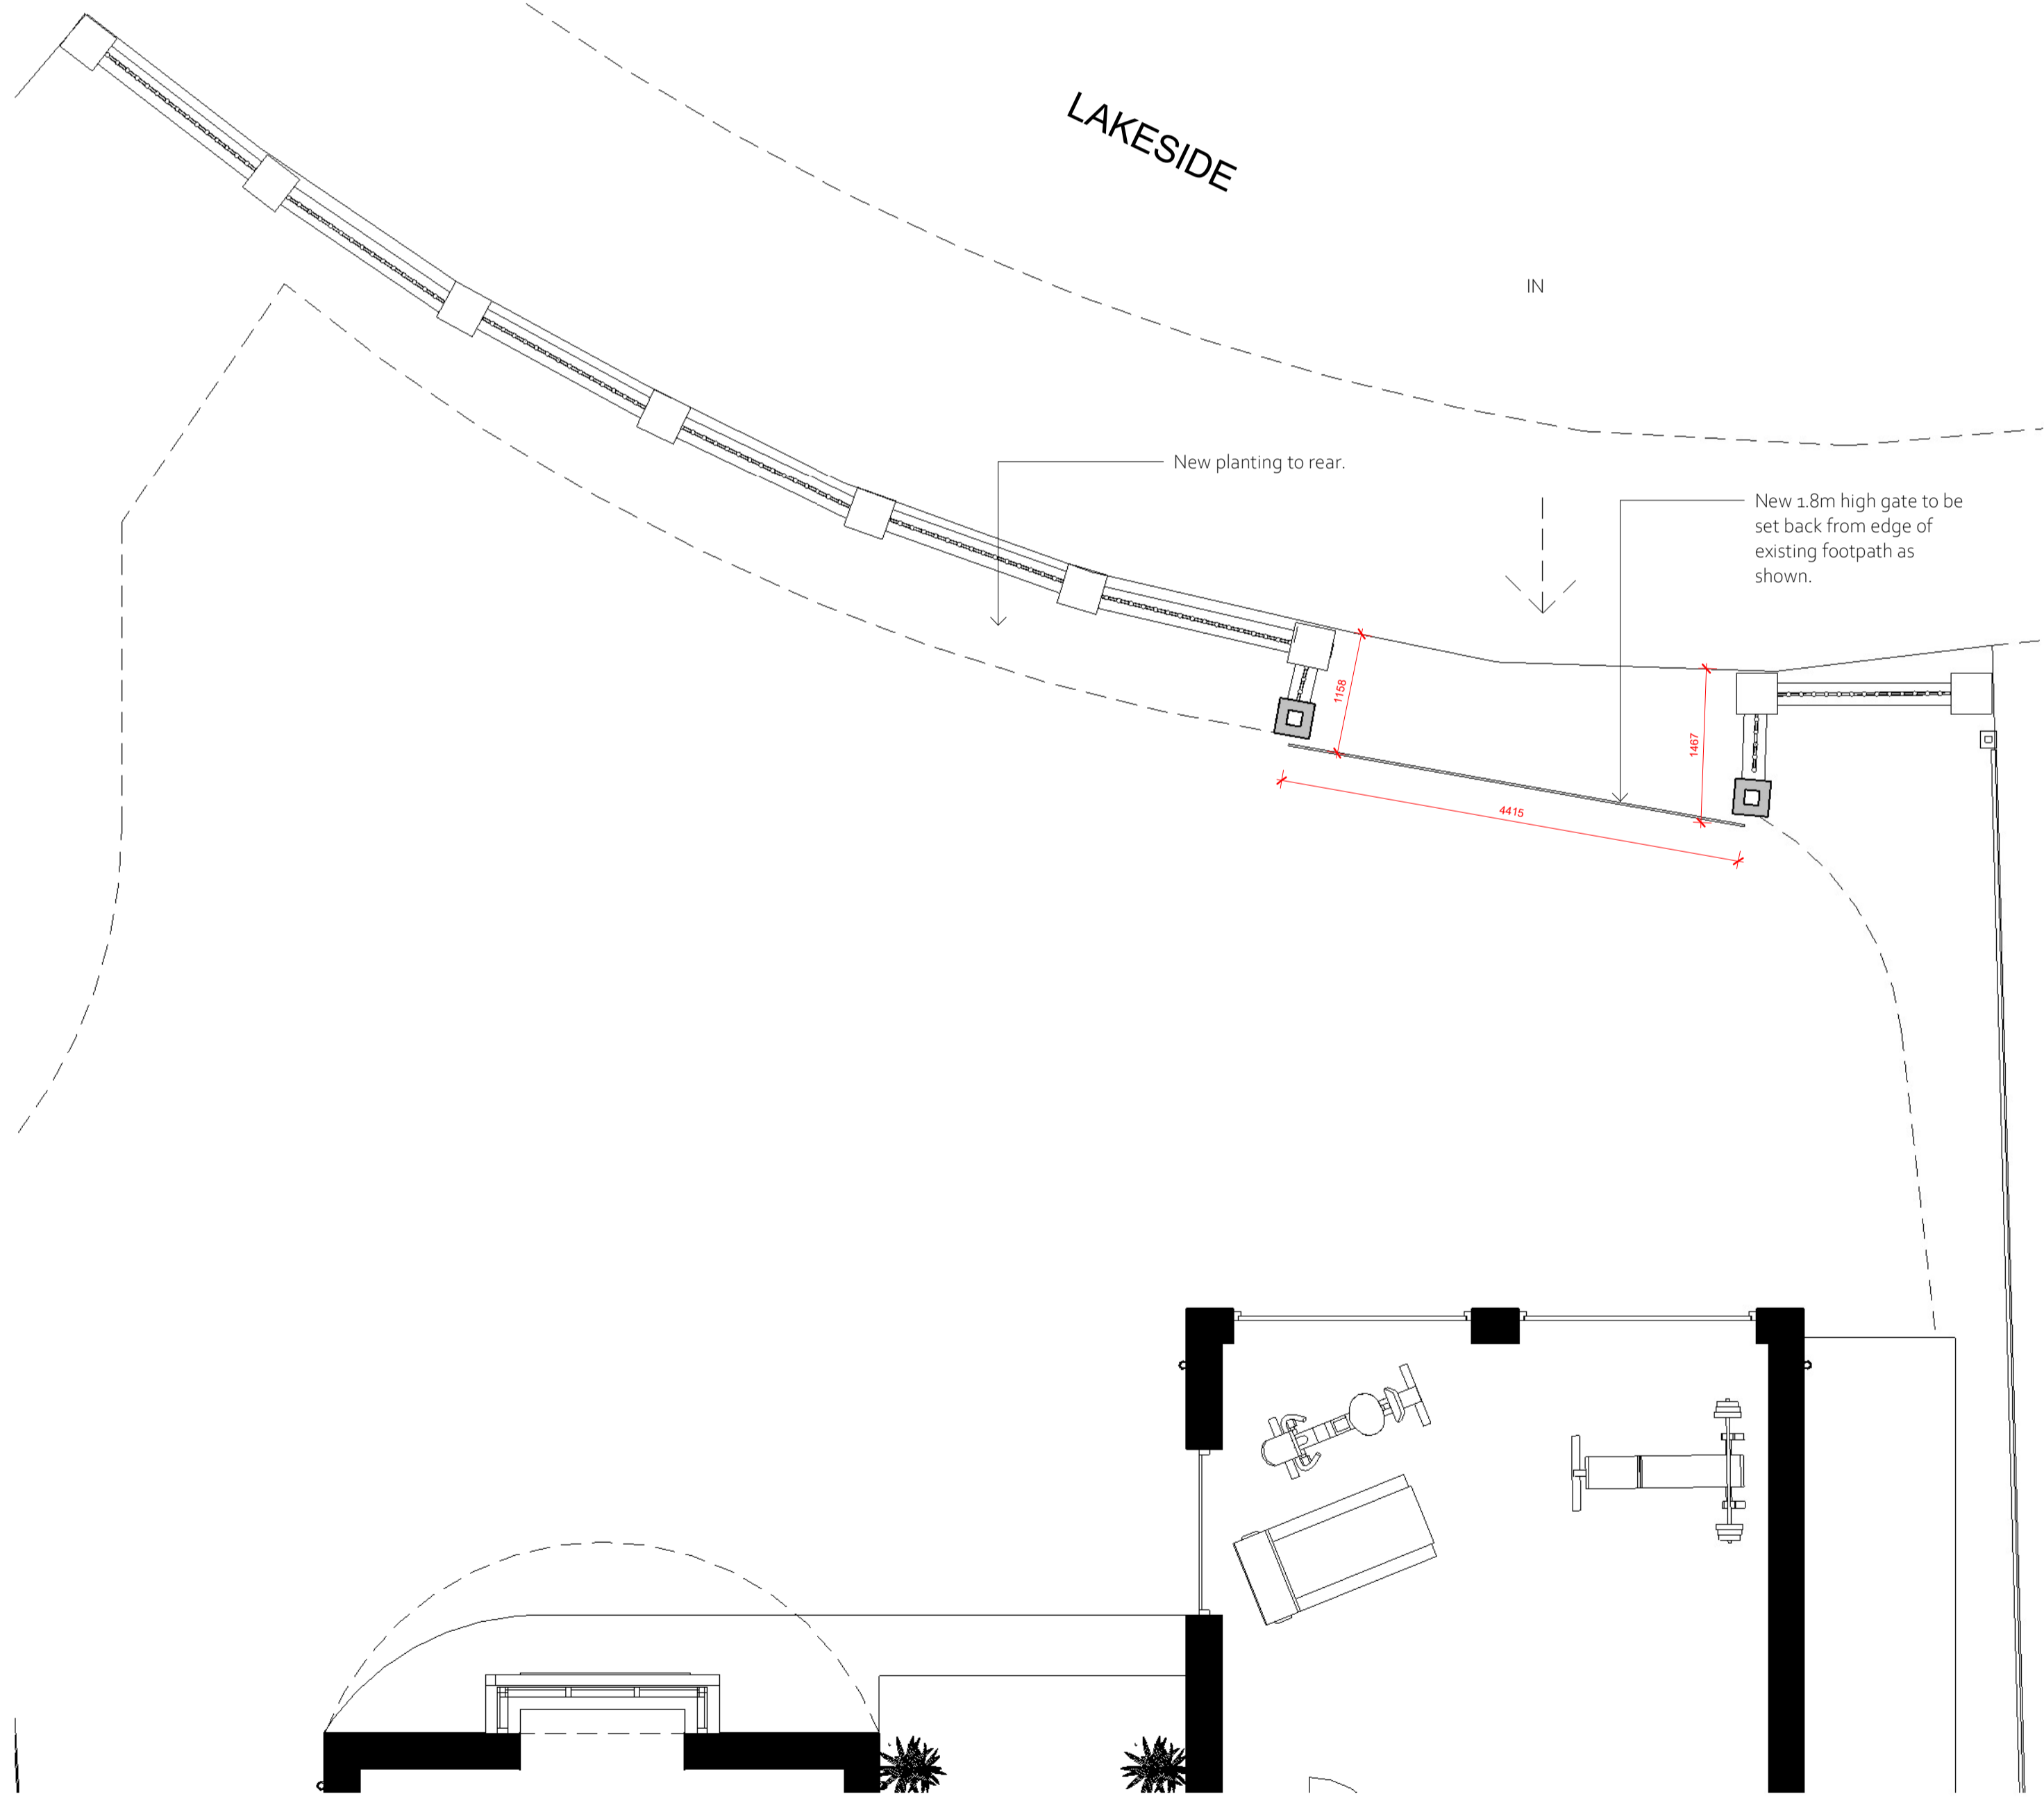 LAKESIDE
IN
New planting to rear.
New 1.8m high gate to be
set back from edge of
existing footpath as
shown.
1158
1467
4415